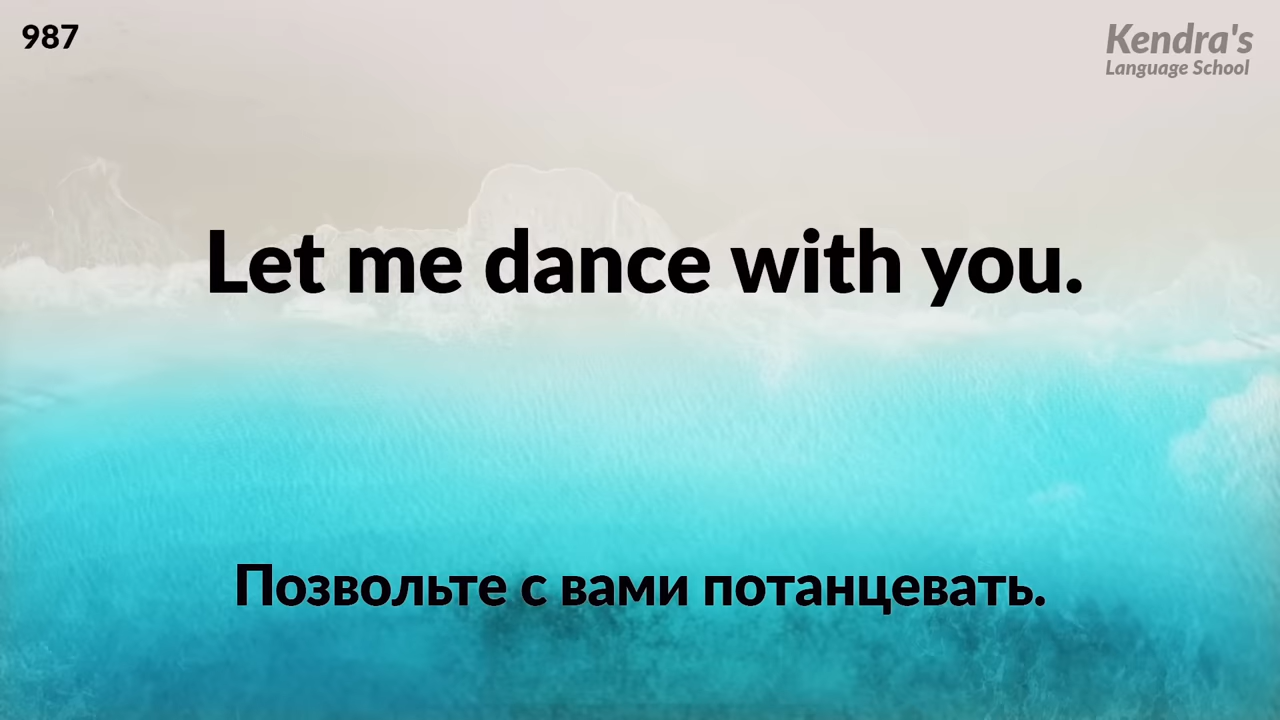 987
Kendra's
Language School
Let me dance with you.
Позвольте с вами потанцевать.